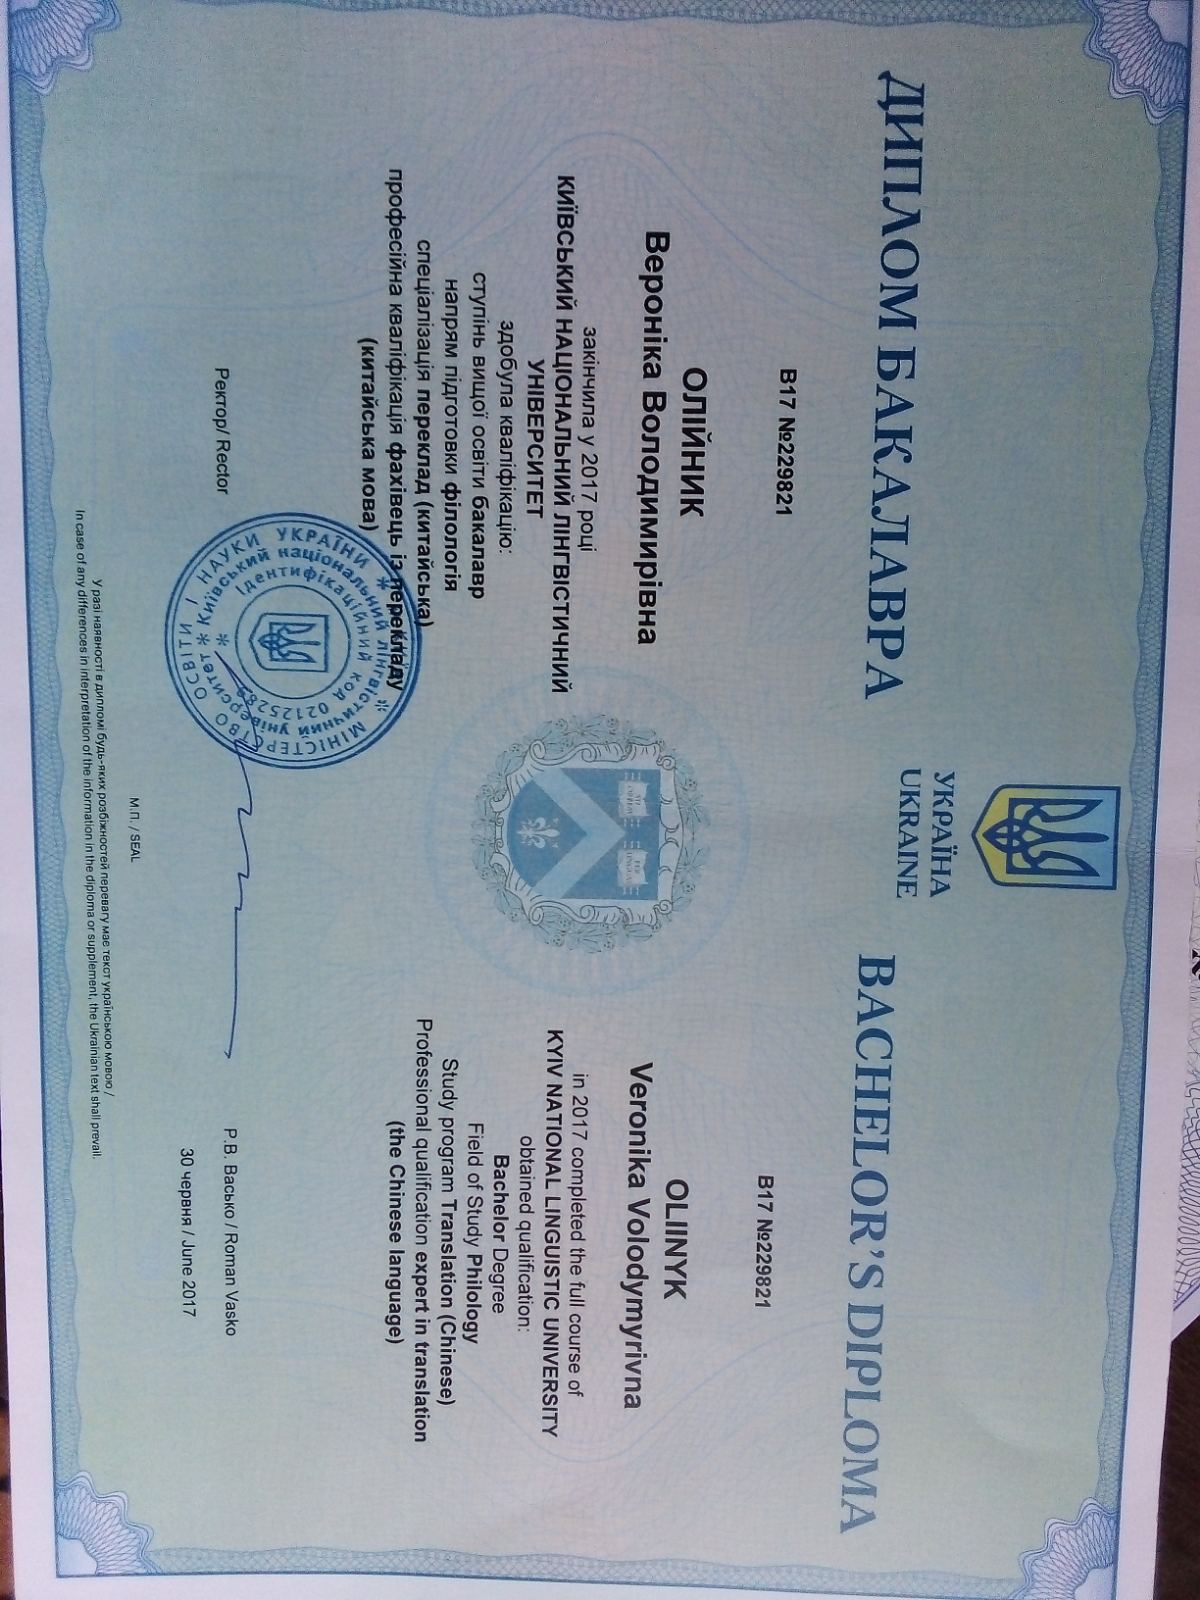 УКРАЇНА
UKRAINE
ДИПЛОМ БАКАЛАВРА
B17 №229821
ОЛІЙНИК
Вероніка Володимирівна
закінчила у 2017 році
КИЇВСЬКИЙ НАЦІОНАЛЬНИЙ ЛІНГВІСТИЧНИЙ
УНІВЕРСИТЕТ
здобула кваліфікацію:
ступінь вищої освіти бакалавр
напрям підготовки філологія
спеціалізація переклад (китайська)
професійна кваліфікація фахівець із перекладу
(китайська мова)
BACHELOR'S DIPLOMA
B17 №229821
OLIINYK
Veronika Volodymyrivna
in 2017 completed the full course of
KYIV NATIONAL LINGUISTIC UNIVERSITY
obtained qualification:
Bachelor Degree
Field of Study Philology
Study program Translation (Chinese)
Professional qualification expert in translation
(the Chinese language)
Ректор/ Rector
Р.В. Васько / Roman Vasko
30 червня / June 2017
М.П. / SEAL
МІНІСТЕРСТВО ОСВІТИ І НАУКИ УКРАЇНИ
Київський національний лінгвістичний університет
Ідентифікаційний код 02125289
У разі наявності в дипломі будь-яких розбіжностей перевагу має текст українською мовою /
In case of any differences in interpretation of the information in the diploma or supplement, the Ukrainian text shall prevail.